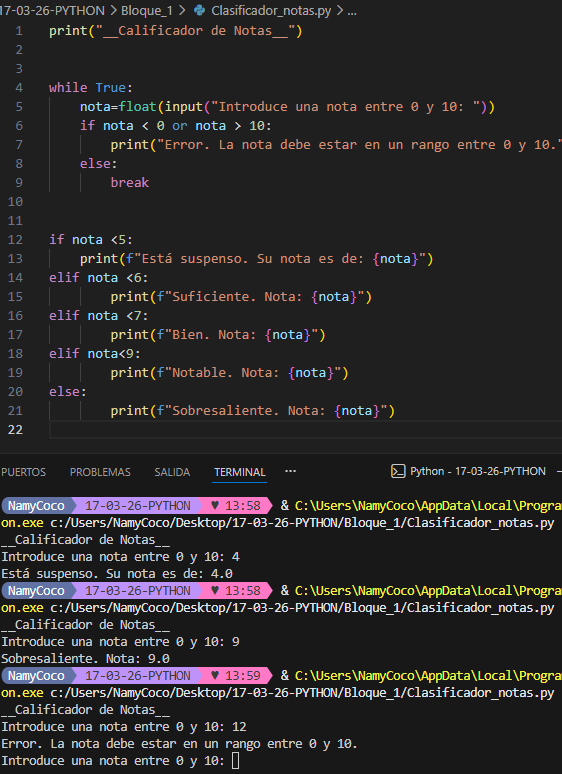 17-03-26-PYTHON > Bloque_1 > Clasificador_notas.py > ...
1 print("__Calificador de Notas__")
2
3
4 while True:
5     nota=float(input("Introduce una nota entre 0 y 10: "))
6     if nota < 0 or nota > 10:
7         print("Error. La nota debe estar en un rango entre 0 y 10."
8     else:
9         break
10
11
12 if nota <5:
13     print(f"Está suspenso. Su nota es de: {nota}")
14 elif nota <6:
15         print(f"Suficiente. Nota: {nota}")
16 elif nota <7:
17         print(f"Bien. Nota: {nota}")
18 elif nota<9:
19         print(f"Notable. Nota: {nota}")
20 else:
21         print(f"Sobresaliente. Nota: {nota}")
22
PUERTOS PROBLEMAS SALIDA TERMINAL ··· Python - 17-03-26-PYTHON
NamyCoco 17-03-26-PYTHON ♥ 13:58 & C:\Users\NamyCoco\AppData\Local\Progra
on.exe c:/Users/NamyCoco/Desktop/17-03-26-PYTHON/Bloque_1/Clasificador_notas.py
__Calificador de Notas__
Introduce una nota entre 0 y 10: 4
Está suspenso. Su nota es de: 4.0
NamyCoco 17-03-26-PYTHON ♥ 13:58 & C:\Users\NamyCoco\AppData\Local\Progra
on.exe c:/Users/NamyCoco/Desktop/17-03-26-PYTHON/Bloque_1/Clasificador_notas.py
__Calificador de Notas__
Introduce una nota entre 0 y 10: 9
Sobresaliente. Nota: 9.0
NamyCoco 17-03-26-PYTHON ♥ 13:59 & C:\Users\NamyCoco\AppData\Local\Progra
on.exe c:/Users/NamyCoco/Desktop/17-03-26-PYTHON/Bloque_1/Clasificador_notas.py
__Calificador de Notas__
Introduce una nota entre 0 y 10: 12
Error. La nota debe estar en un rango entre 0 y 10.
Introduce una nota entre 0 y 10: